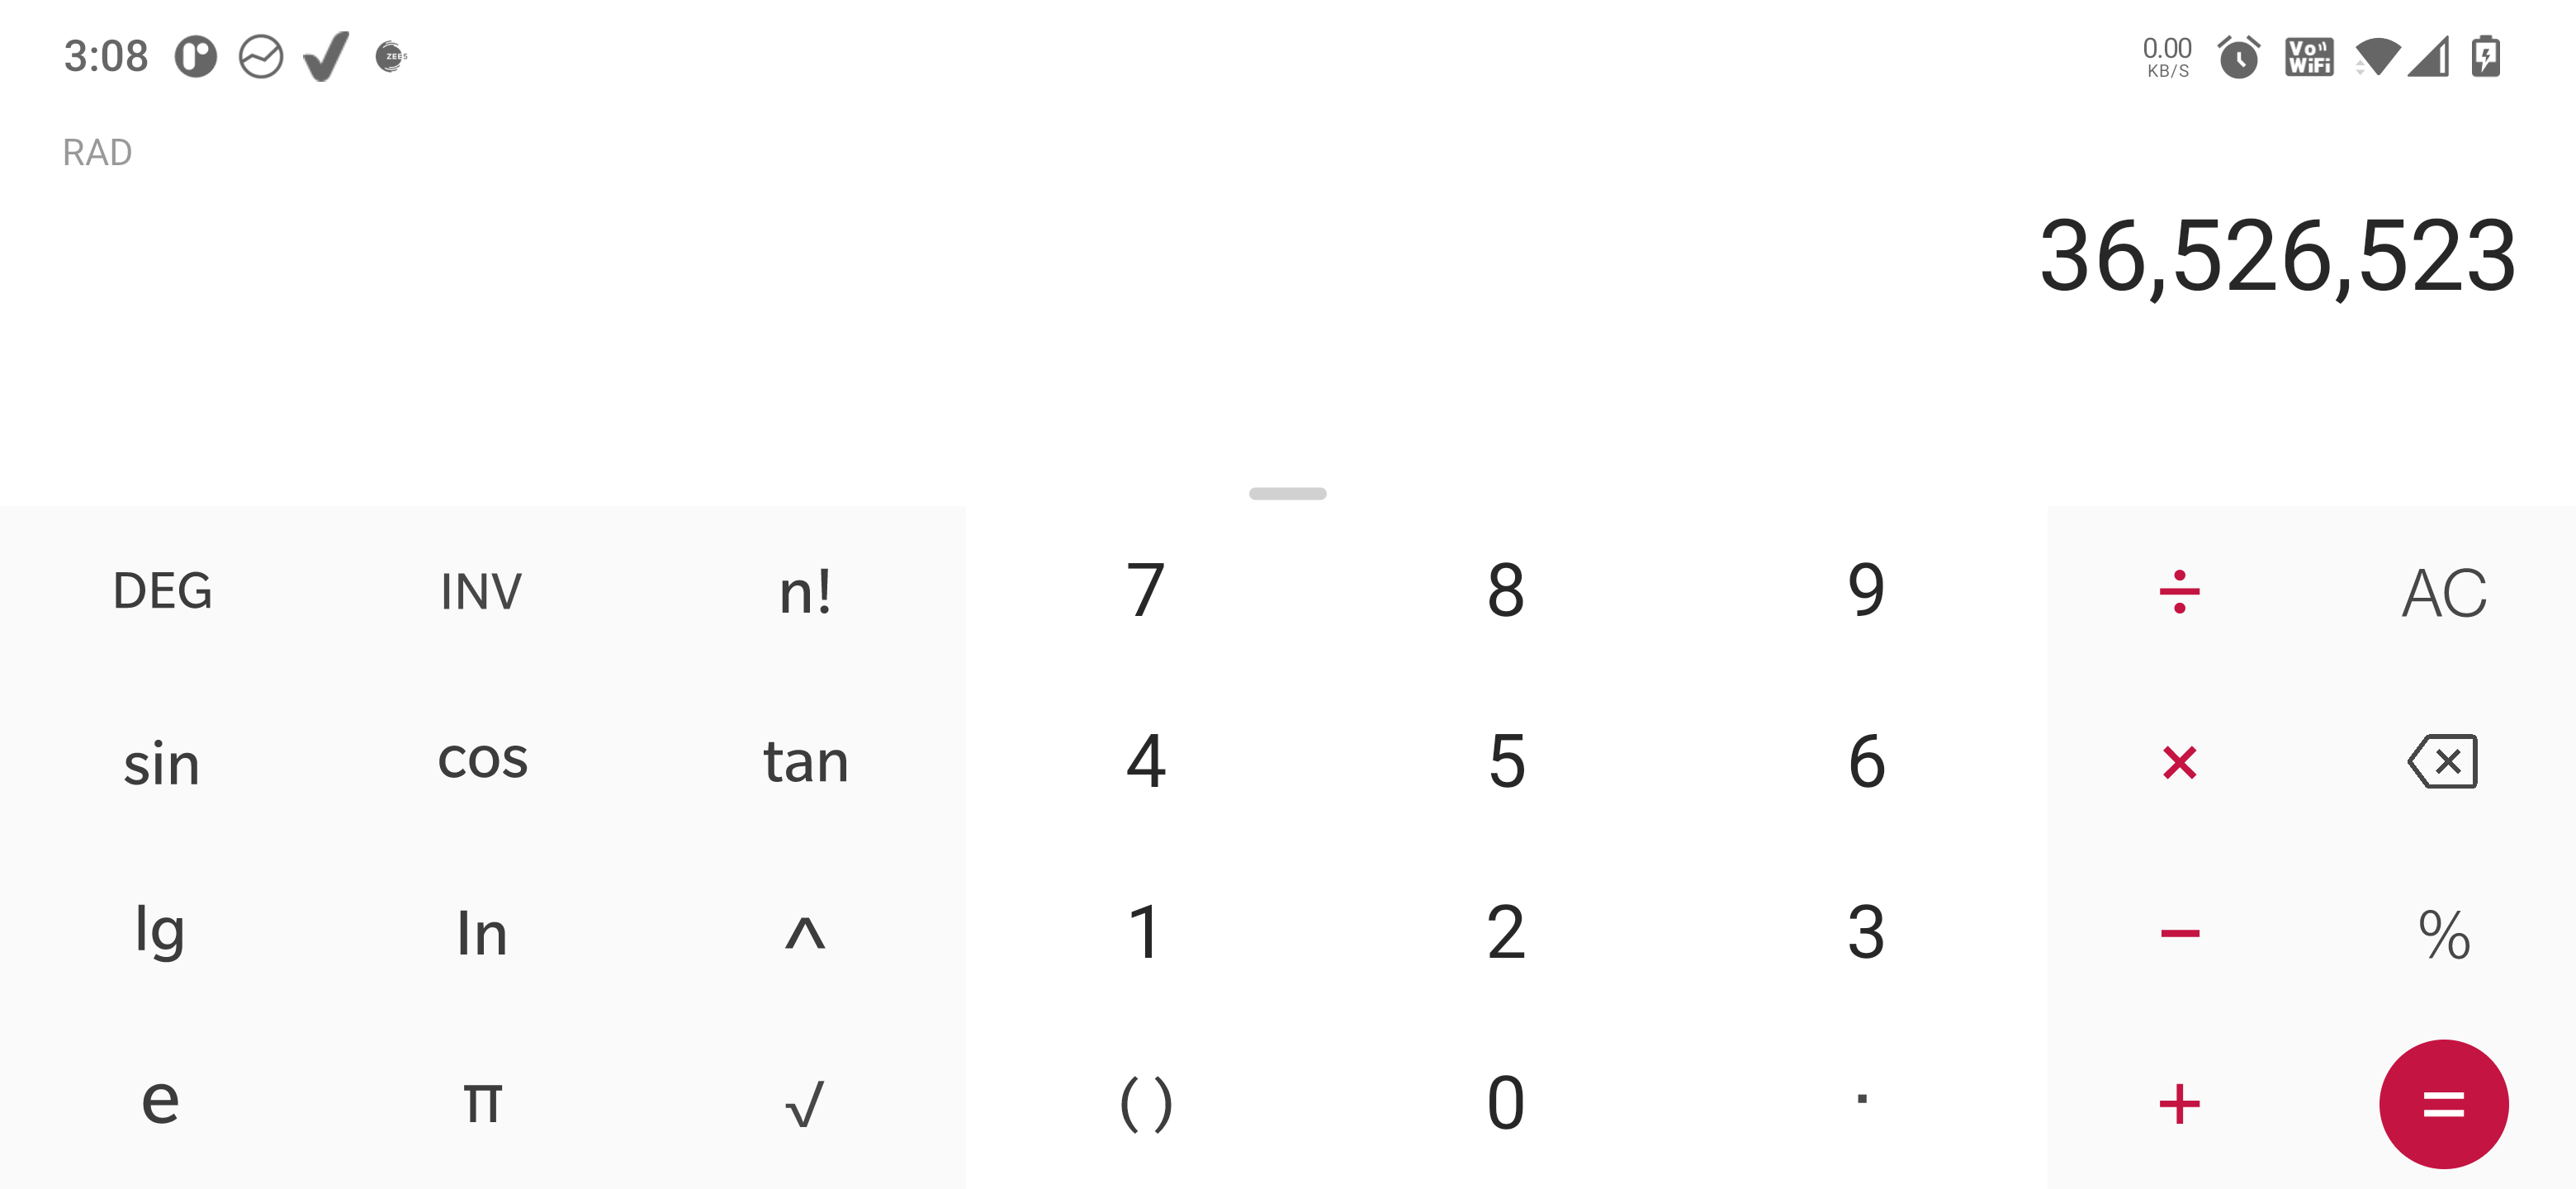 3:08 ZEE5 0.00 KB/S Vo WiFi
RAD
36,526,523
DEG INV n! 7 8 9 ÷ AC
sin cos tan 4 5 6 ×
lg ln ^ 1 2 3 − %
e π √ ( ) 0 . + =